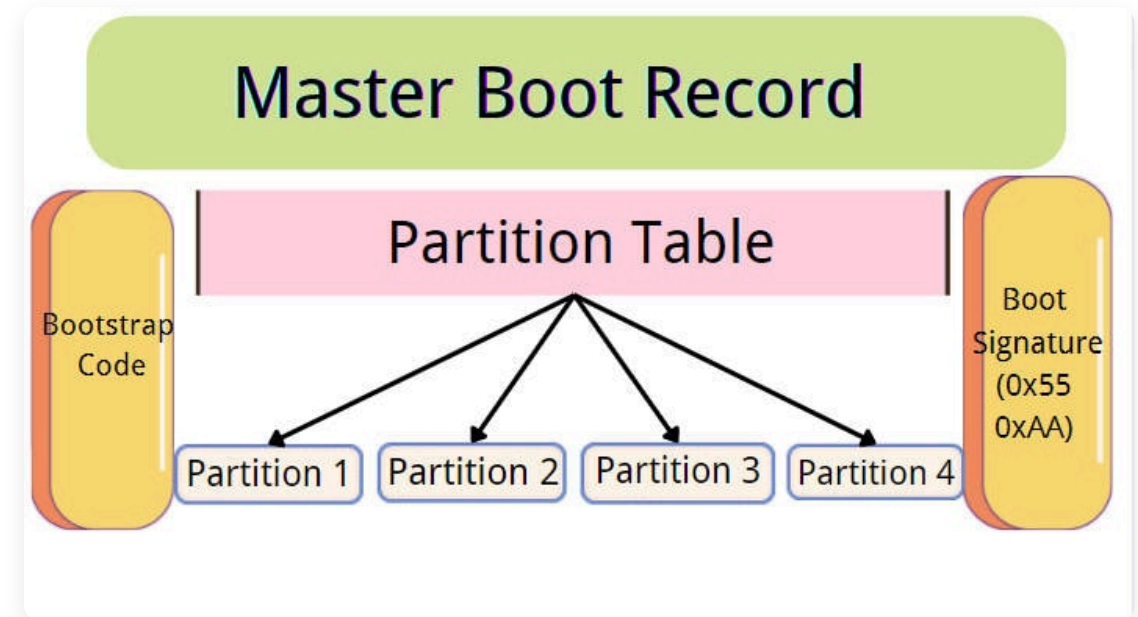 Master Boot Record
Partition Table
Bootstrap
Code
Boot
Signature
(0x55
0xAA)
Partition 1
Partition 2
Partition 3
Partition 4